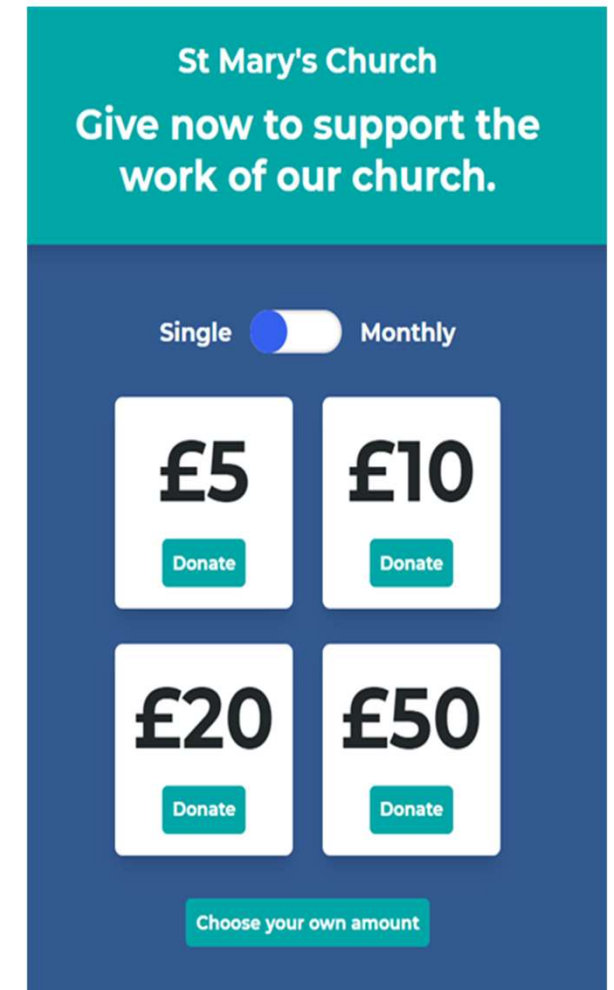 St Mary's Church
Give now to support the
work of our church.
Single Monthly
£5 £10
Donate Donate
£20 £50
Donate Donate
Choose your own amount